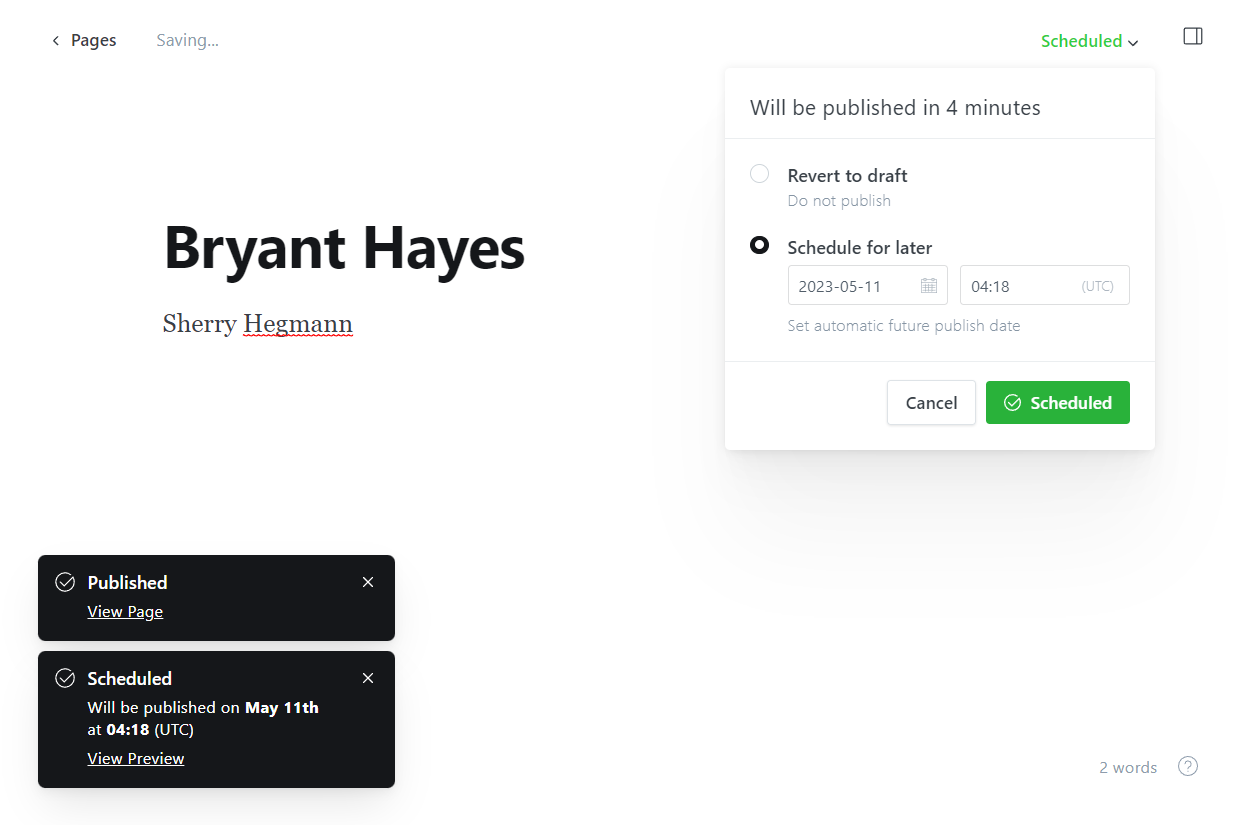 Pages
Saving...
Scheduled
Will be published in 4 minutes
Revert to draft
Do not publish
Schedule for later
2023-05-11
04:18 (UTC)
Set automatic future publish date
Cancel
Scheduled
Bryant Hayes
Sherry Hegmann
Published
View Page
Scheduled
Will be published on May 11th
at 04:18 (UTC)
View Preview
2 words
?